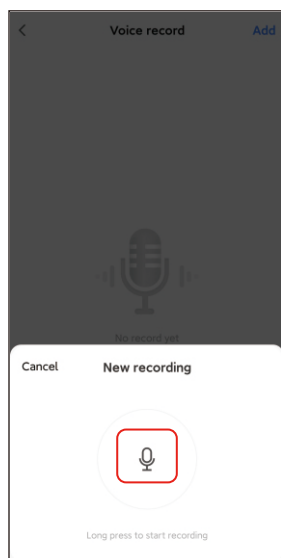 Voice record Add
No record yet
Cancel New recording
Long press to start recording